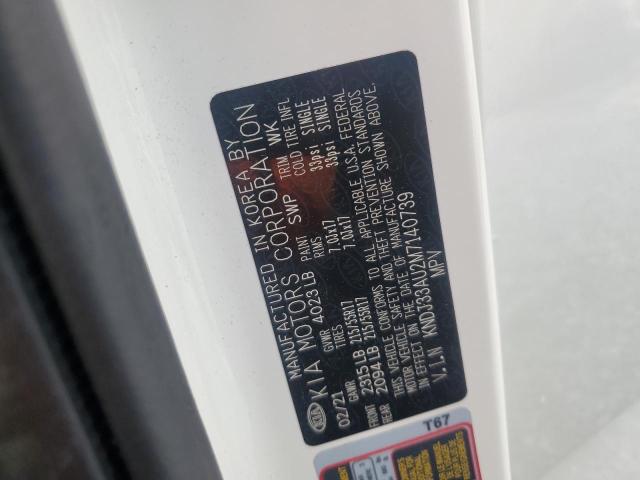 MANUFACTURED IN KOREA BY
KIA KIA MOTORS CORPORATION
02/21 GVWR 4023LB PAINT SWP TRIM WK
GAWR TIRES RIMS COLD TIRE INFL
FRONT 2315LB 215/55R17 7.0Jx17 33psi SINGLE
REAR 2094LB 215/55R17 7.0Jx17 33psi SINGLE
THIS VEHICLE CONFORMS TO ALL APPLICABLE U.S.A. FEDERAL
MOTOR VEHICLE SAFETY AND THEFT PREVENTION STANDARDS
IN EFFECT ON THE DATE OF MANUFACTURE SHOWN ABOVE.
V.I.N KNDJ33AU2M7140739
MPV
T67